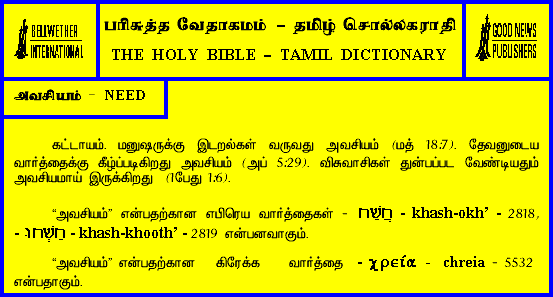 BELLWETHER
INTERNATIONAL
பரிசுத்த வேதாகமம் – தமிழ் சொல்லகராதி
THE HOLY BIBLE – TAMIL DICTIONARY
GOOD NEWS
PUBLISHERS
அவசியம் - NEED
கட்டாயம். மனுஷருக்கு இடறல்கள் வருவது அவசியம் (மத் 18:7). தேவனுடைய
வார்த்தைக்கு கீழ்ப்படிகிறது அவசியம் (அப் 5:29). விசுவாசிகள் துன்பப்பட வேண்டியதும்
அவசியமாய் இருக்கிறது (1பேது 1:6).
“அவசியம்” என்பதற்கான எபிரெய வார்த்தைகள் - - khash-okh’ - 2818,
- - khash-khooth’ - 2819 என்பனவாகும்.
“அவசியம்” என்பதற்கான கிரேக்க வார்த்தை - χρεία - chreia - 5532
என்பதாகும்.